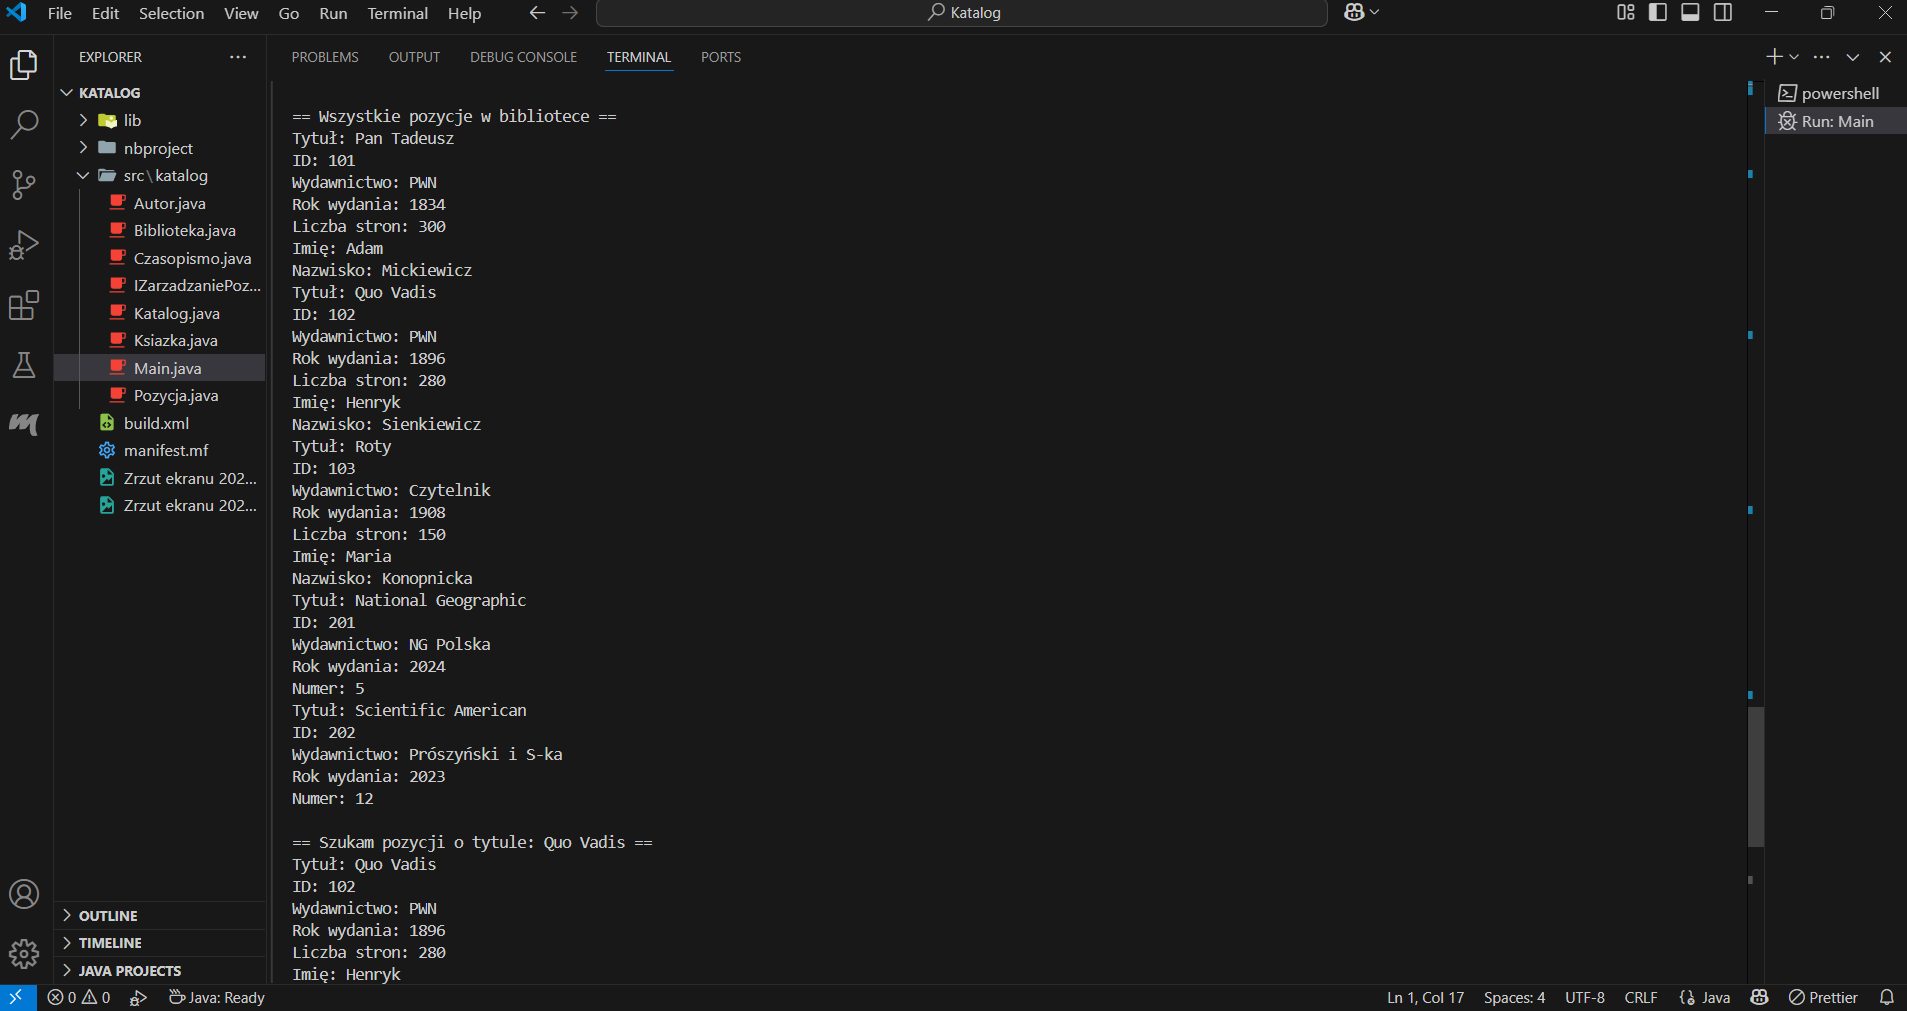 File Edit Selection View Go Run Terminal Help
Katalog
EXPLORER
KATALOG
lib
nbproject
src\katalog
Autor.java
Biblioteka.java
Czasopismo.java
IZarzadzaniePoz...
Katalog.java
Ksiazka.java
Main.java
Pozycja.java
build.xml
manifest.mf
Zrzut ekranu 202...
Zrzut ekranu 202...
OUTLINE
TIMELINE
JAVA PROJECTS
PROBLEMS OUTPUT DEBUG CONSOLE TERMINAL PORTS
== Wszystkie pozycje w bibliotece ==
Tytuł: Pan Tadeusz
ID: 101
Wydawnictwo: PWN
Rok wydania: 1834
Liczba stron: 300
Imię: Adam
Nazwisko: Mickiewicz
Tytuł: Quo Vadis
ID: 102
Wydawnictwo: PWN
Rok wydania: 1896
Liczba stron: 280
Imię: Henryk
Nazwisko: Sienkiewicz
Tytuł: Roty
ID: 103
Wydawnictwo: Czytelnik
Rok wydania: 1908
Liczba stron: 150
Imię: Maria
Nazwisko: Konopnicka
Tytuł: National Geographic
ID: 201
Wydawnictwo: NG Polska
Rok wydania: 2024
Numer: 5
Tytuł: Scientific American
ID: 202
Wydawnictwo: Prószyński i S-ka
Rok wydania: 2023
Numer: 12
== Szukam pozycji o tytule: Quo Vadis ==
Tytuł: Quo Vadis
ID: 102
Wydawnictwo: PWN
Rok wydania: 1896
Liczba stron: 280
Imię: Henryk
powershell
Run: Main
0 0 Java: Ready
Ln 1, Col 17 Spaces: 4 UTF-8 CRLF Java Prettier